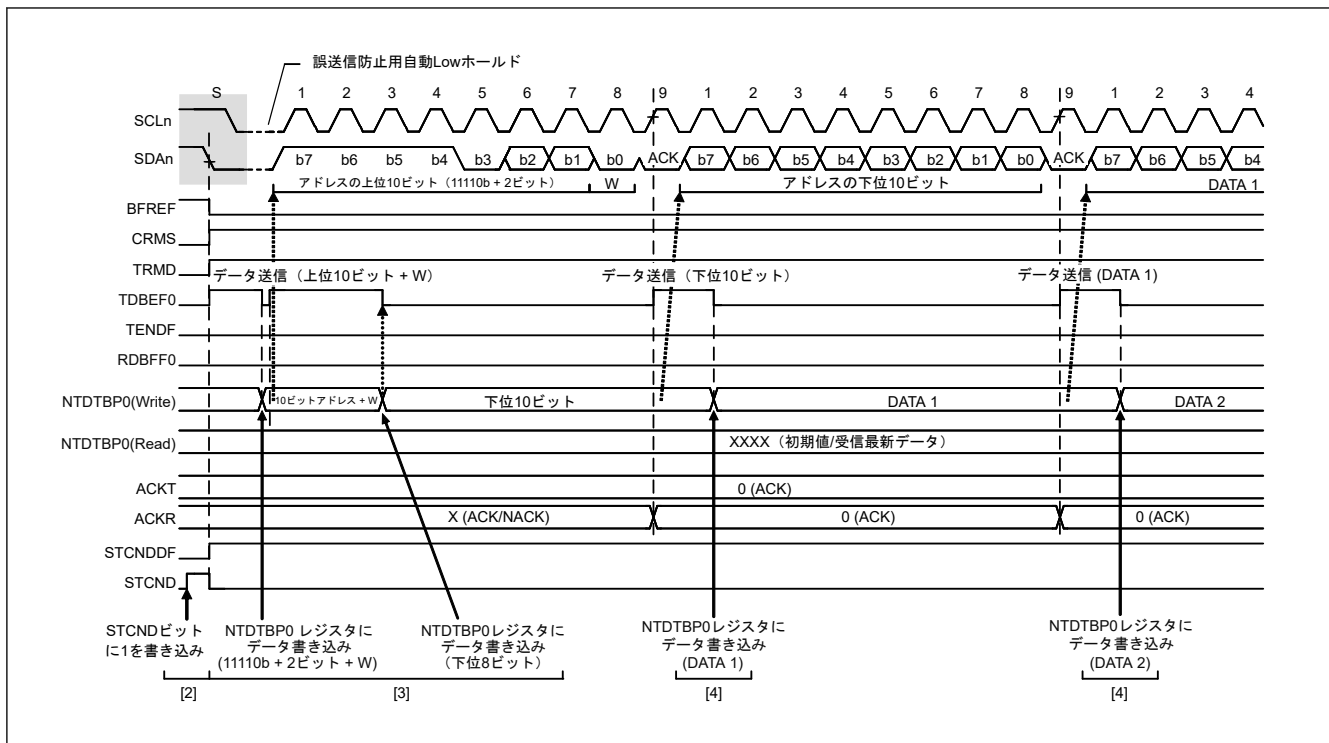 誤送信防止用自動Lowホールド
S 1 2 3 4 5 6 7 8 9 1 2 3 4 5 6 7 8 9 1 2 3 4
SCLn
SDAn b7 b6 b5 b4 b3 b2 b1 b0 ACK b7 b6 b5 b4 b3 b2 b1 b0 ACK b7 b6 b5 b4
アドレスの上位10ビット（11110b + 2ビット） W アドレスの下位10ビット DATA 1
BFREF
CRMS
TRMD
データ送信（上位10ビット + W） データ送信（下位10ビット） データ送信 (DATA 1)
TDBEF0
TENDF
RDBFF0
NTDTBP0(Write) 10ビットアドレス + W 下位10ビット DATA 1 DATA 2
NTDTBP0(Read) XXXX（初期値/受信最新データ）
ACKT 0 (ACK)
ACKR X (ACK/NACK) 0 (ACK) 0 (ACK)
STCNDDF
STCND
STCNDビット
に1を書き込み
NTDTBP0 レジスタに
データ書き込み
(11110b + 2ビット + W)
NTDTBP0レジスタに
データ書き込み
（下位8ビット）
NTDTBP0レジスタに
データ書き込み
(DATA 1)
NTDTBP0レジスタに
データ書き込み
(DATA 2)
[2] [3] [4] [4]